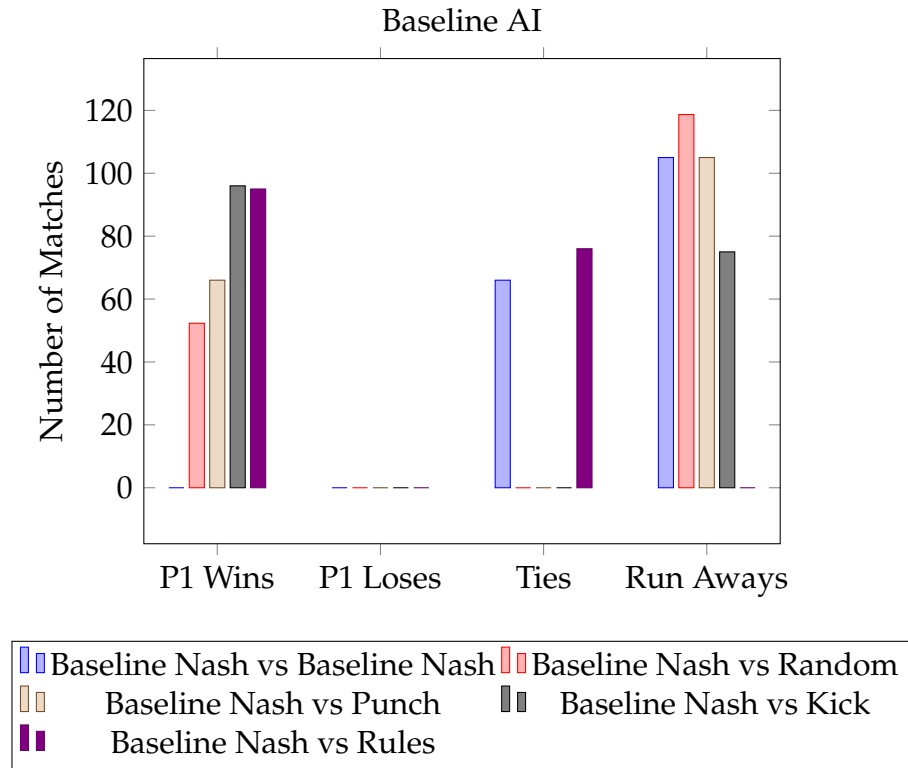 Baseline AI
Number of Matches
120
100
80
60
40
20
0
P1 Wins P1 Loses Ties Run Aways
Baseline Nash vs Baseline Nash Baseline Nash vs Random
Baseline Nash vs Punch Baseline Nash vs Kick
Baseline Nash vs Rules